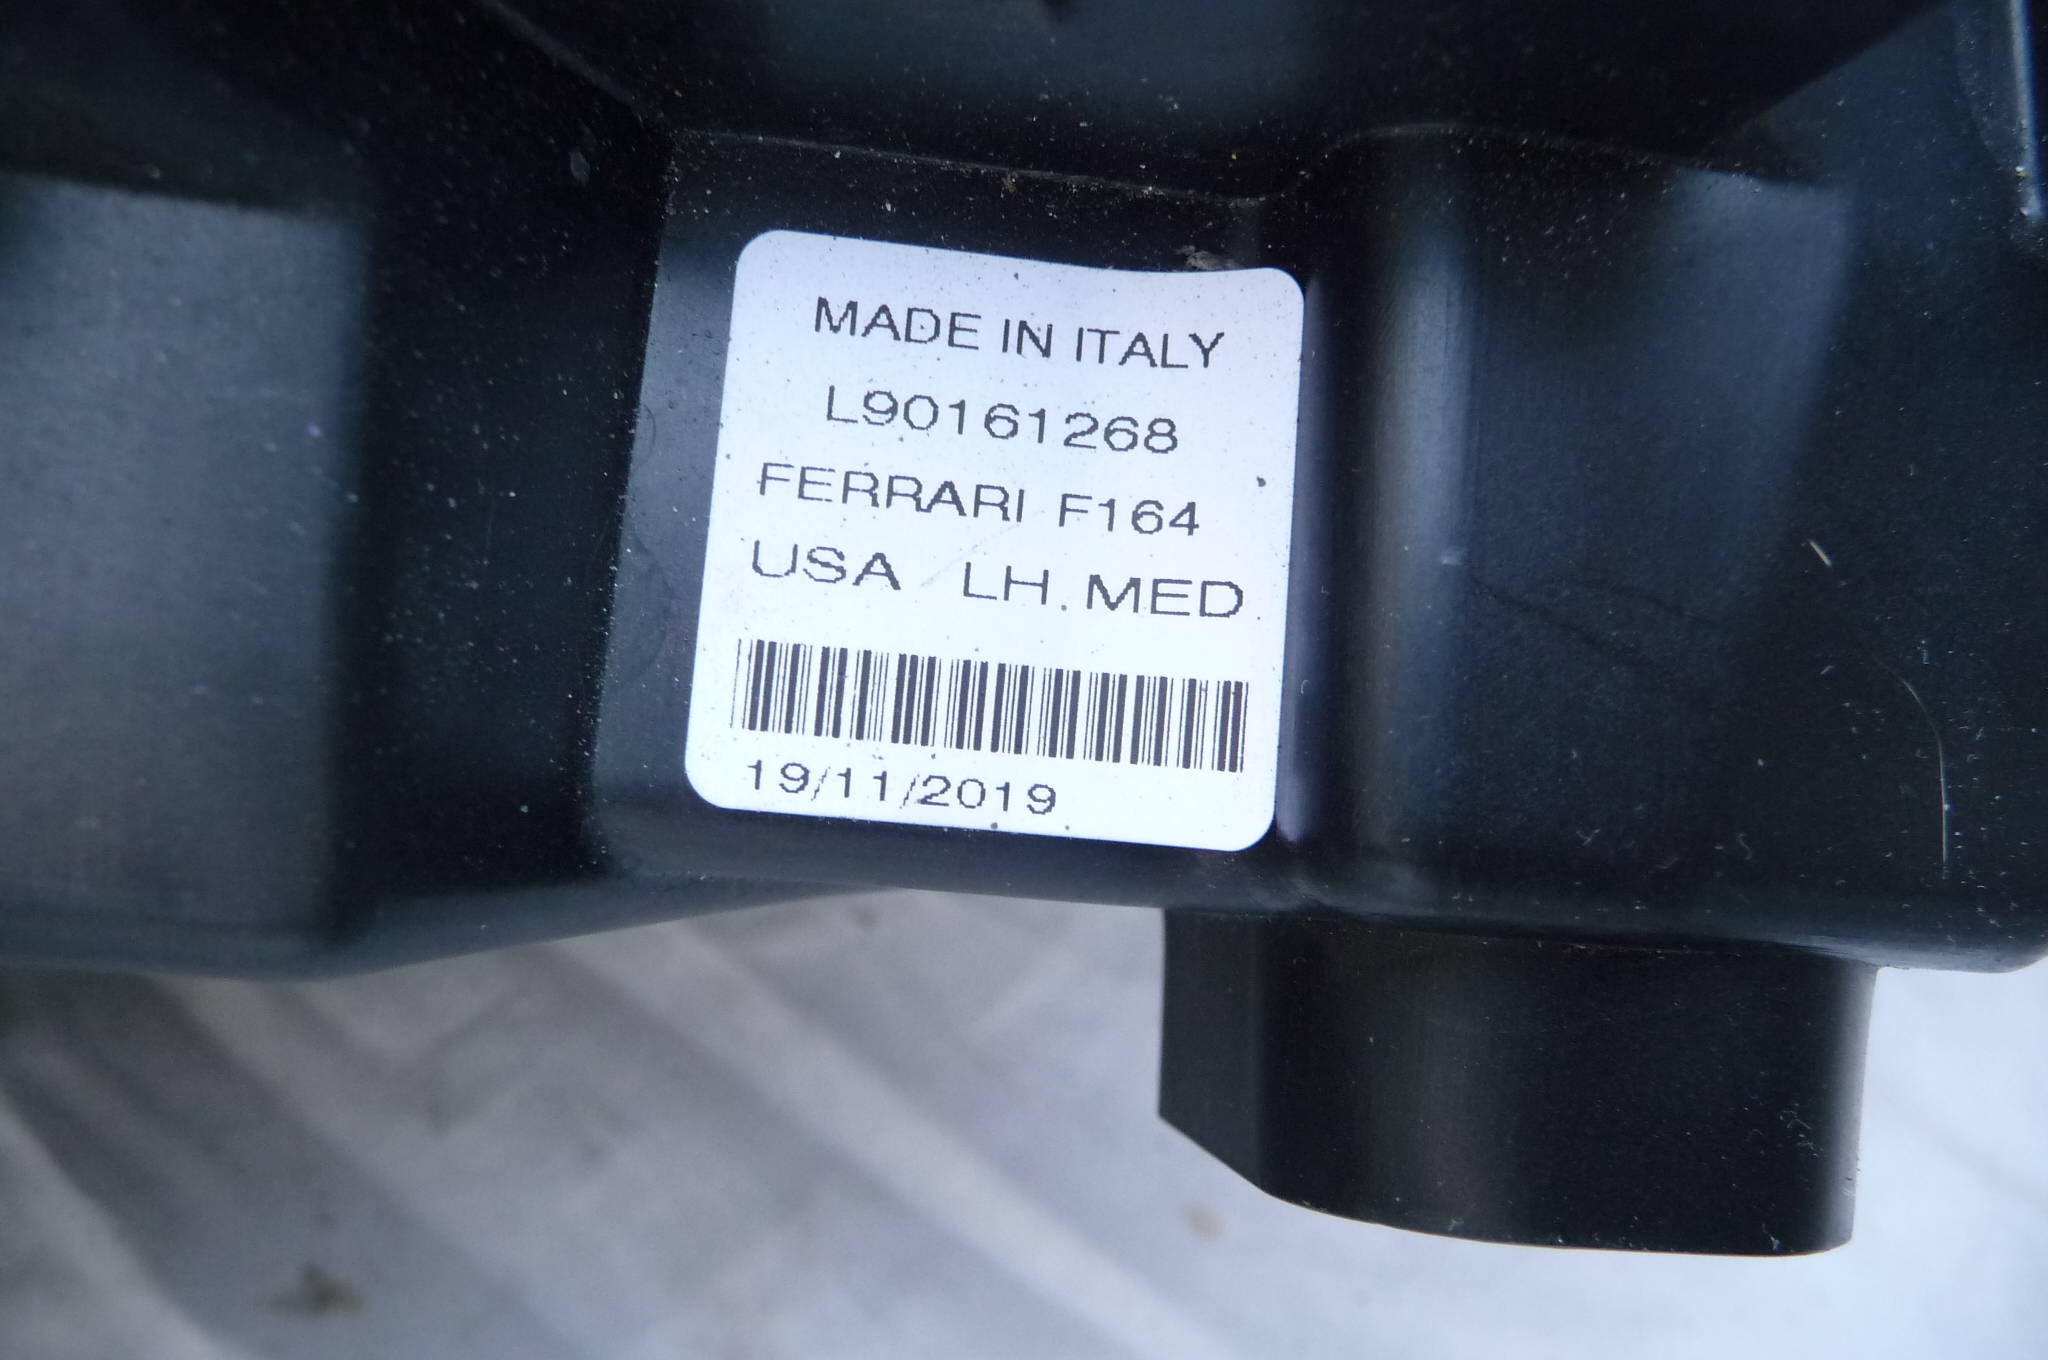 MADE IN ITALY
L90161268
FERRARI F164
USA LH. MED
19/11/2019